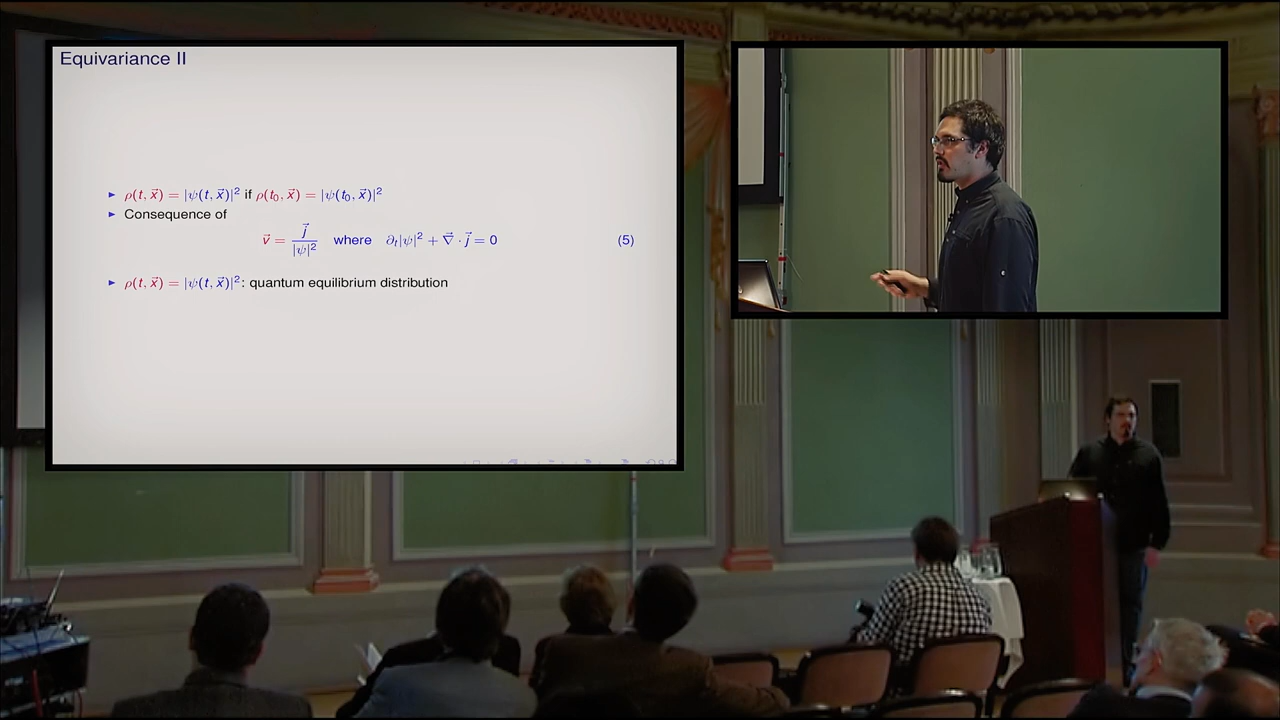 Equivariance II
► ρ(t, x⃗) = |ψ(t, x⃗)|² if ρ(t₀, x⃗) = |ψ(t₀, x⃗)|²
► Consequence of
v⃗ = j⃗ / |ψ|² where ∂ₜ|ψ|² + ∇⃗ · j⃗ = 0 (5)
► ρ(t, x⃗) = |ψ(t, x⃗)|²: quantum equilibrium distribution